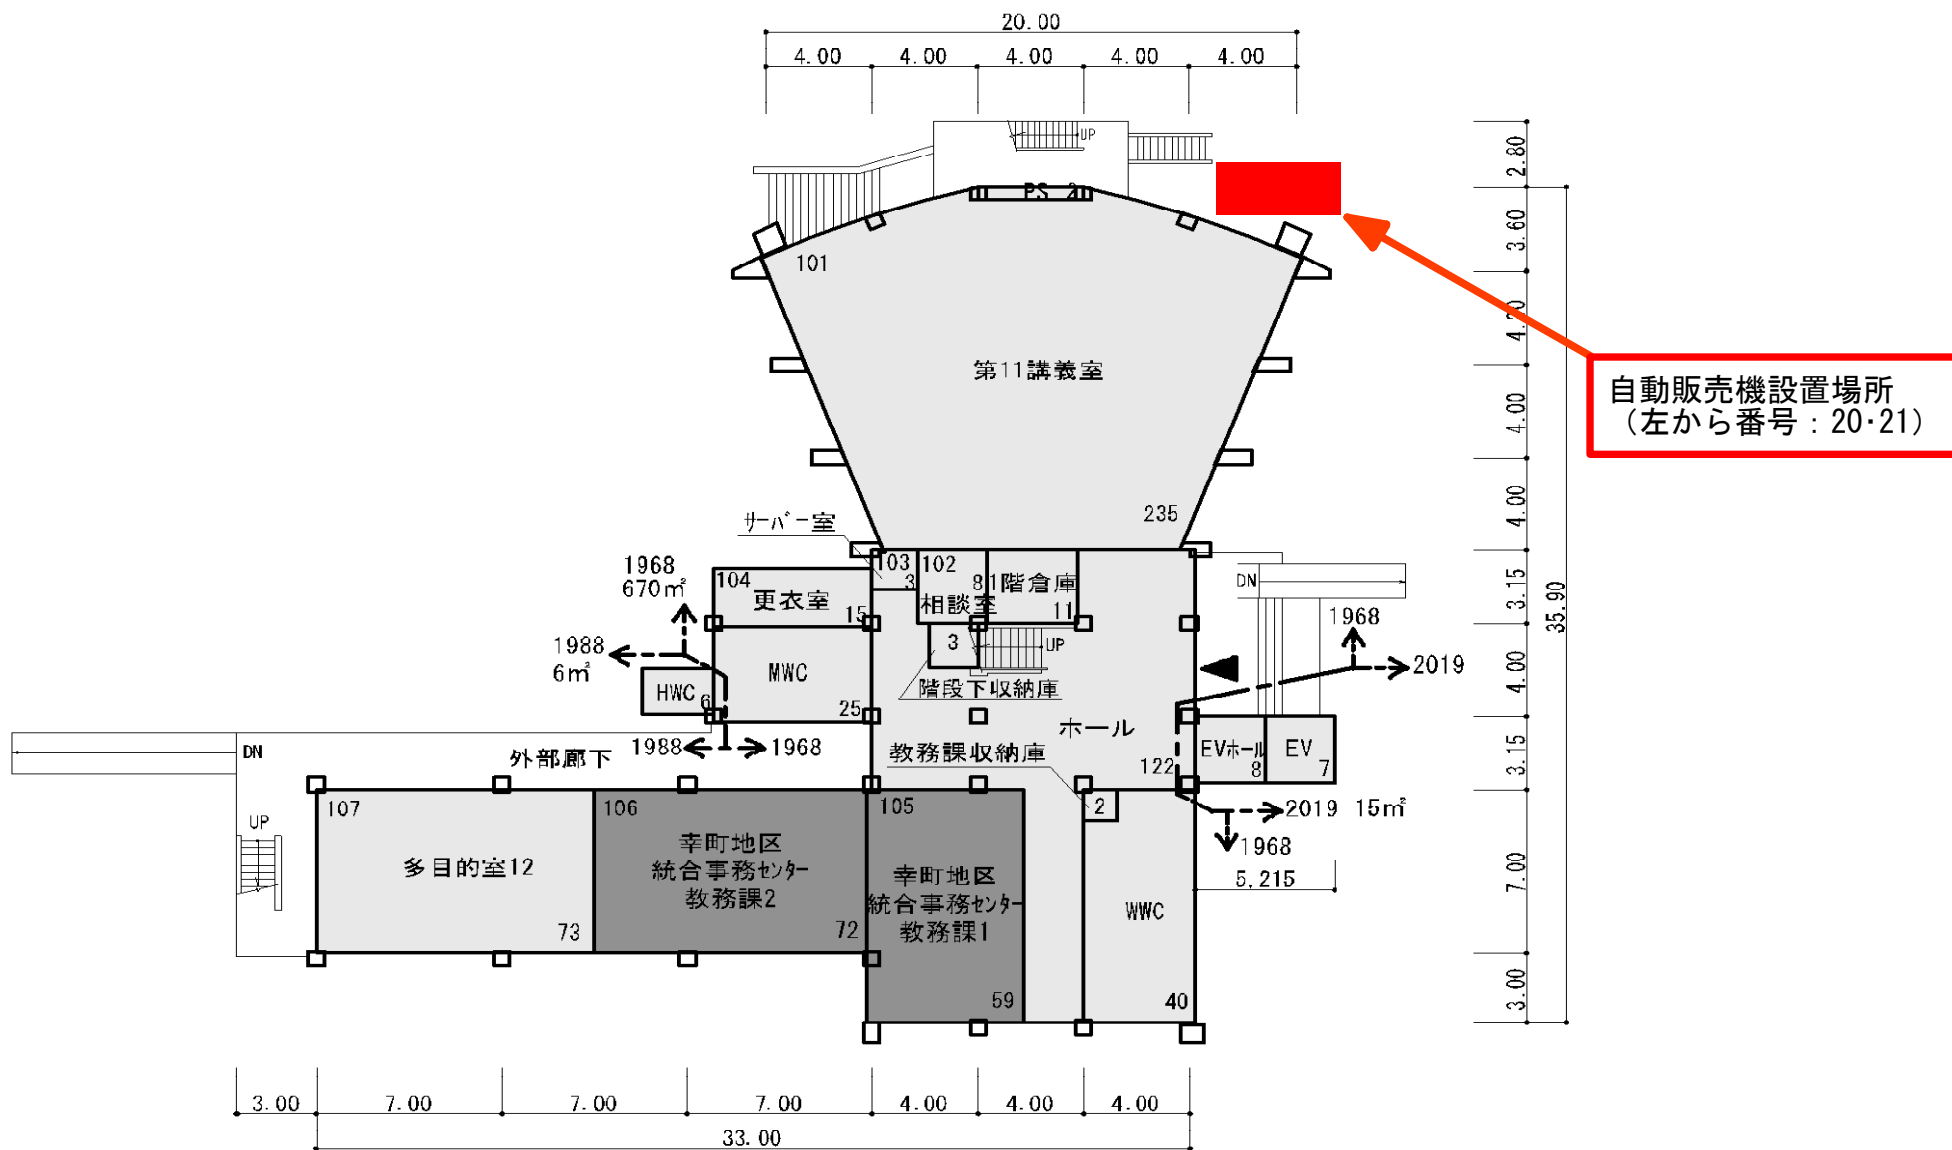 20.00
4.00 4.00 4.00 4.00 4.00
UP
2.80
PS 2
3.60
101
4.00
第11講義室
自動販売機設置場所
（左から番号：20･21）
4.00
235
4.00
ｻｰﾊﾞｰ室
1968
670㎡
104
更衣室
15
103
3
102
8
相談室
1階倉庫
11
DN
3.15
35.90
1968
1988
6㎡
HWC
6
MWC
25
3
UP
階段下収納庫
2019
4.00
DN
外部廊下
1988
1968
ホール
教務課収納庫
122
EVﾎｰﾙ
8
EV
7
3.15
107
106
105
2
2019 15㎡
1968
UP
多目的室12
73
幸町地区
統合事務ｾﾝﾀｰ
教務課2
72
幸町地区
統合事務ｾﾝﾀｰ
教務課1
59
WWC
40
5,215
7.00
3.00
3.00 7.00 7.00 7.00 4.00 4.00 4.00
33.00